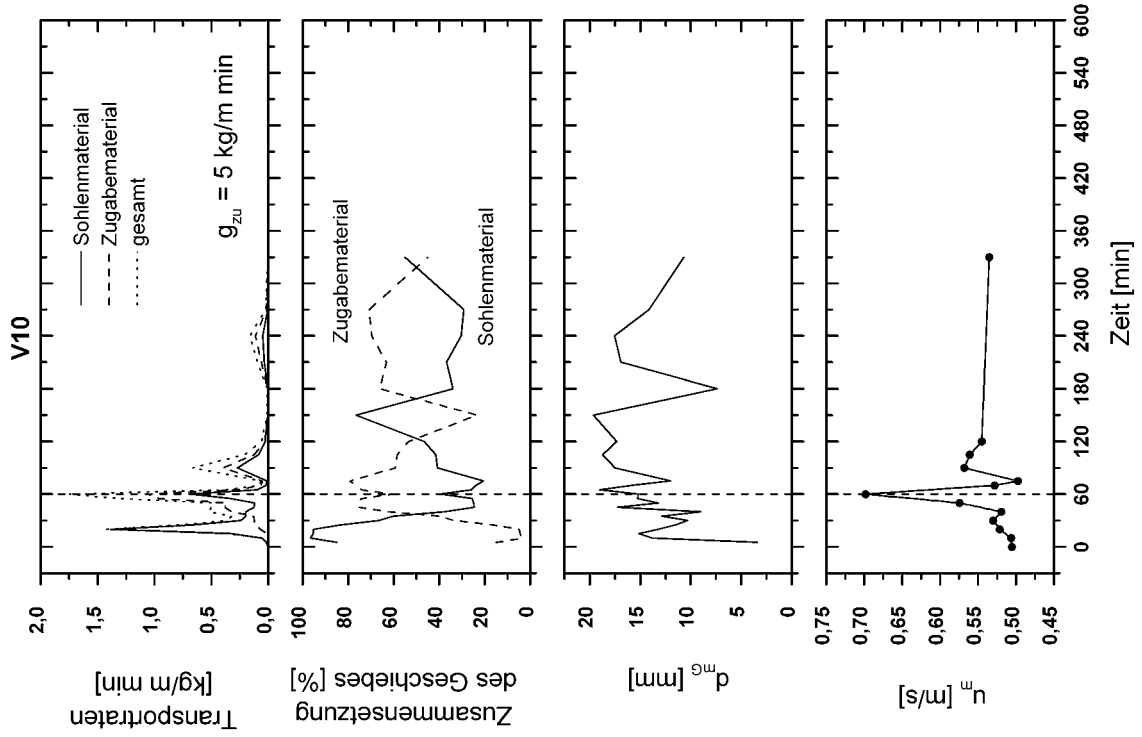 V10
Transportraten
[kg/m min]
2,0
1,5
1,0
0,5
0,0
Sohlenmaterial
Zugabematerial
gesamt
g_zu = 5 kg/m min
Zusammensetzung
des Geschiebes [%]
100
80
60
40
20
0
Zugabematerial
Sohlenmaterial
d_mG [mm]
25
20
15
10
5
0
u_m [m/s]
0,75
0,70
0,65
0,60
0,55
0,50
0,45
0 60 120 180 240 300 360 420 480 540 600
Zeit [min]